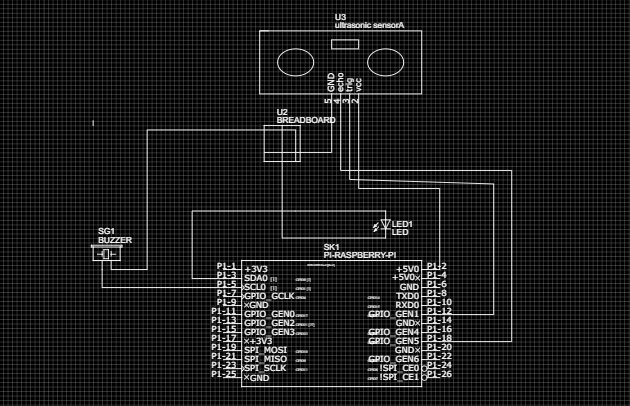 U3
ultrasonic sensorA
GND
echo
trig
vcc
5
4
3
2
U2
BREADBOARD
SG1
BUZZER
LED1
LED
SK1
PI-RASPBERRY-PI
P1-1 +3V3 +5V0 P1-2
P1-3 SDA0 +5V0 P1-4
P1-5 SCL0 GND P1-6
P1-7 GPIO_GCLK TXD0 P1-8
P1-9 GND RXD0 P1-10
P1-11 GPIO_GEN0 GPIO_GEN1 P1-12
P1-13 GPIO_GEN2 GND P1-14
P1-15 GPIO_GEN3 GPIO_GEN4 P1-16
P1-17 +3V3 GPIO_GEN5 P1-18
P1-19 SPI_MOSI GND P1-20
P1-21 SPI_MISO GPIO_GEN6 P1-22
P1-23 SPI_SCLK !SPI_CE0 P1-24
P1-25 GND !SPI_CE1 P1-26